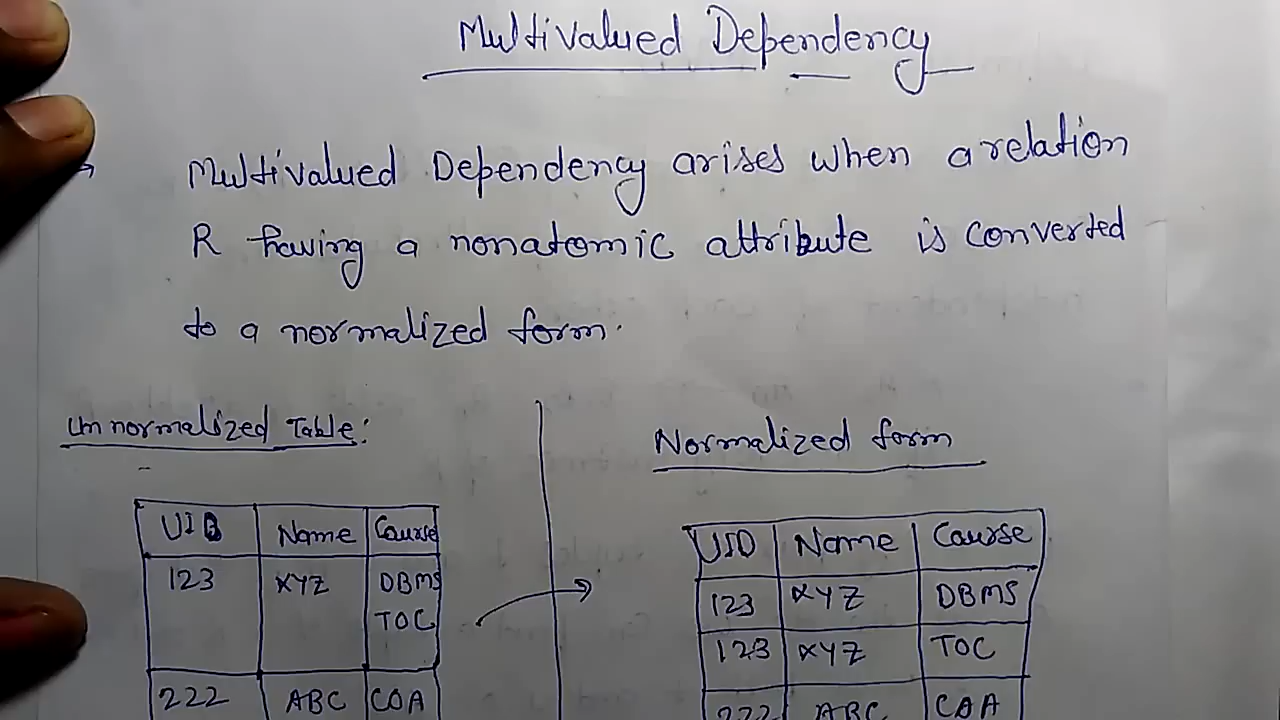 Multivalued Dependency
→ Multivalued Dependency arises when a relation
R having a nonatomic attribute is converted
to a normalized form.
Unnormalized Table:
UID Name Course
123 XYZ DBMS
TOC
222 ABC COA
Normalized form
UID Name Course
123 XYZ DBMS
123 XYZ TOC
222 ABC COA